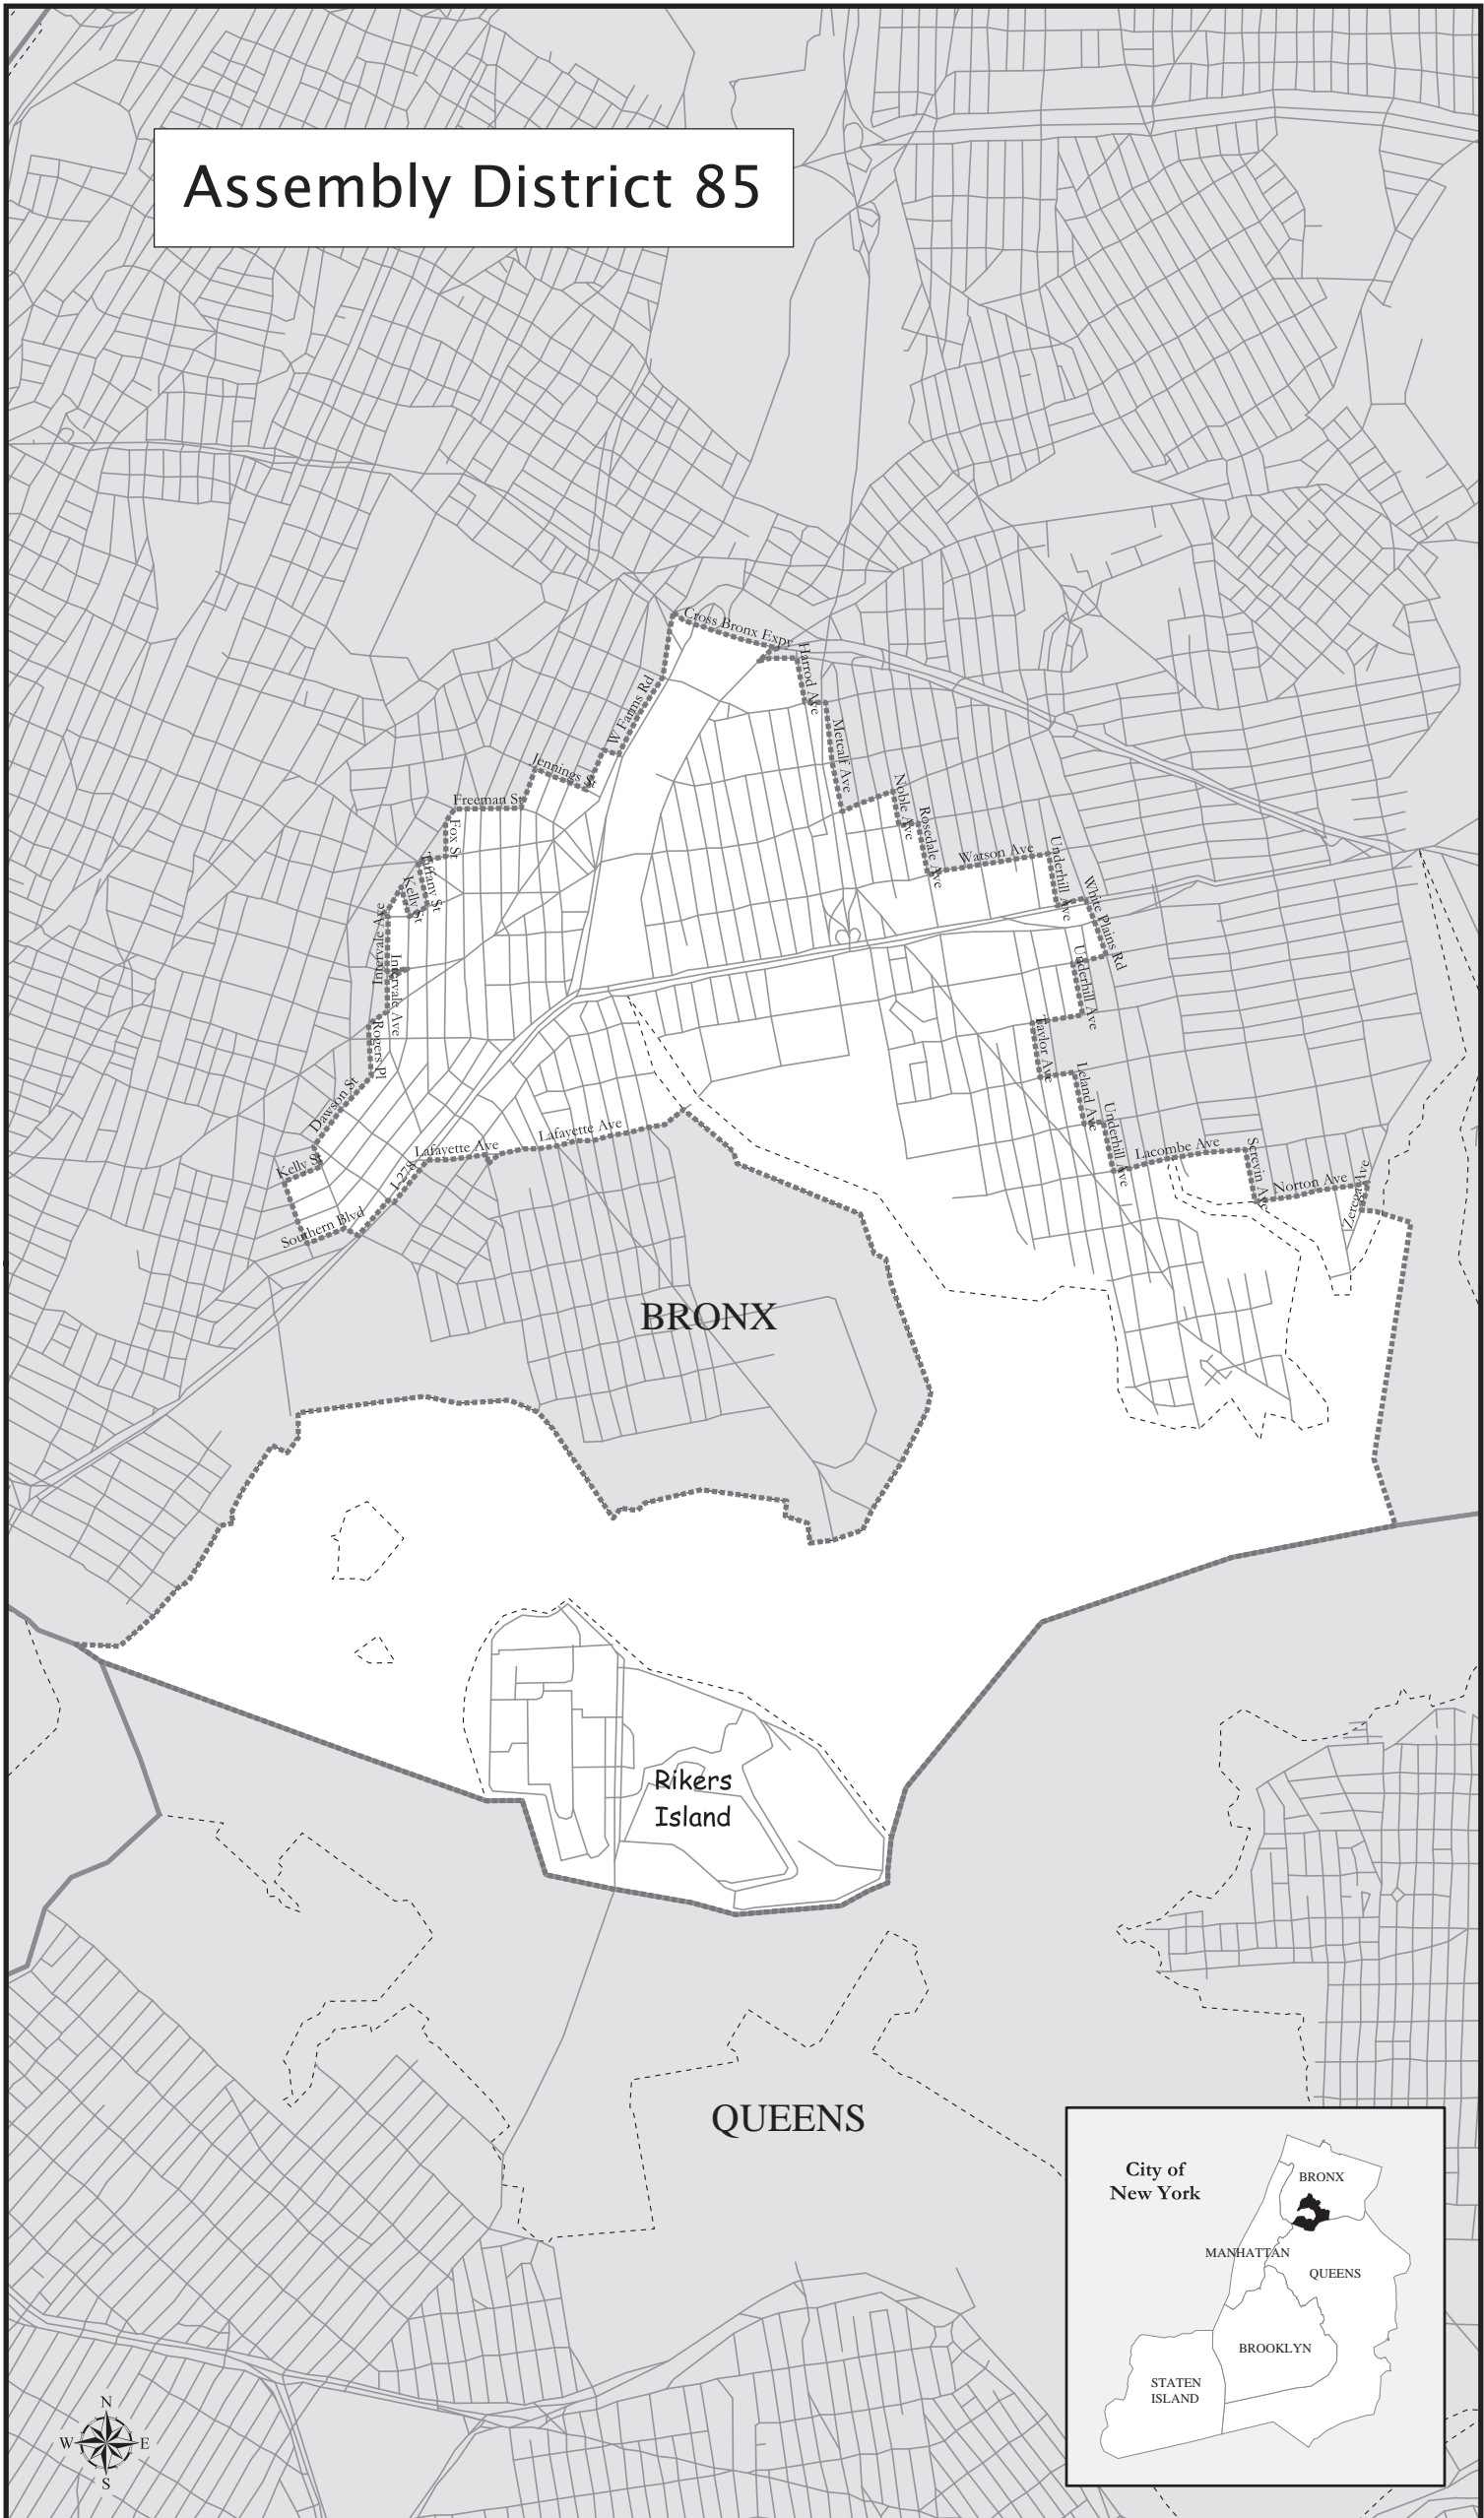 Assembly District 85
Cross Bronx Expr
Harrod Ave
W Farms Rd
Metcalf Ave
Jennings St
Noble Ave
Freeman St
Rosedale Ave
Fox St
Watson Ave
Underhill Ave
Tiffany St
Kelly St
White Plains Rd
Intervale Ave
Intervale Ave
Underhill Ave
Rogers Pl
Taylor Ave
Dawson St
Leland Ave
Underhill Ave
Lafayette Ave
Lafayette Ave
Kelly St
I-278
Lacombe Ave
Screvin Ave
Norton Ave
Zerega Ave
Southern Blvd
BRONX
Rikers
Island
QUEENS
City of
New York
BRONX
MANHATTAN
QUEENS
BROOKLYN
STATEN
ISLAND
N
W
E
S